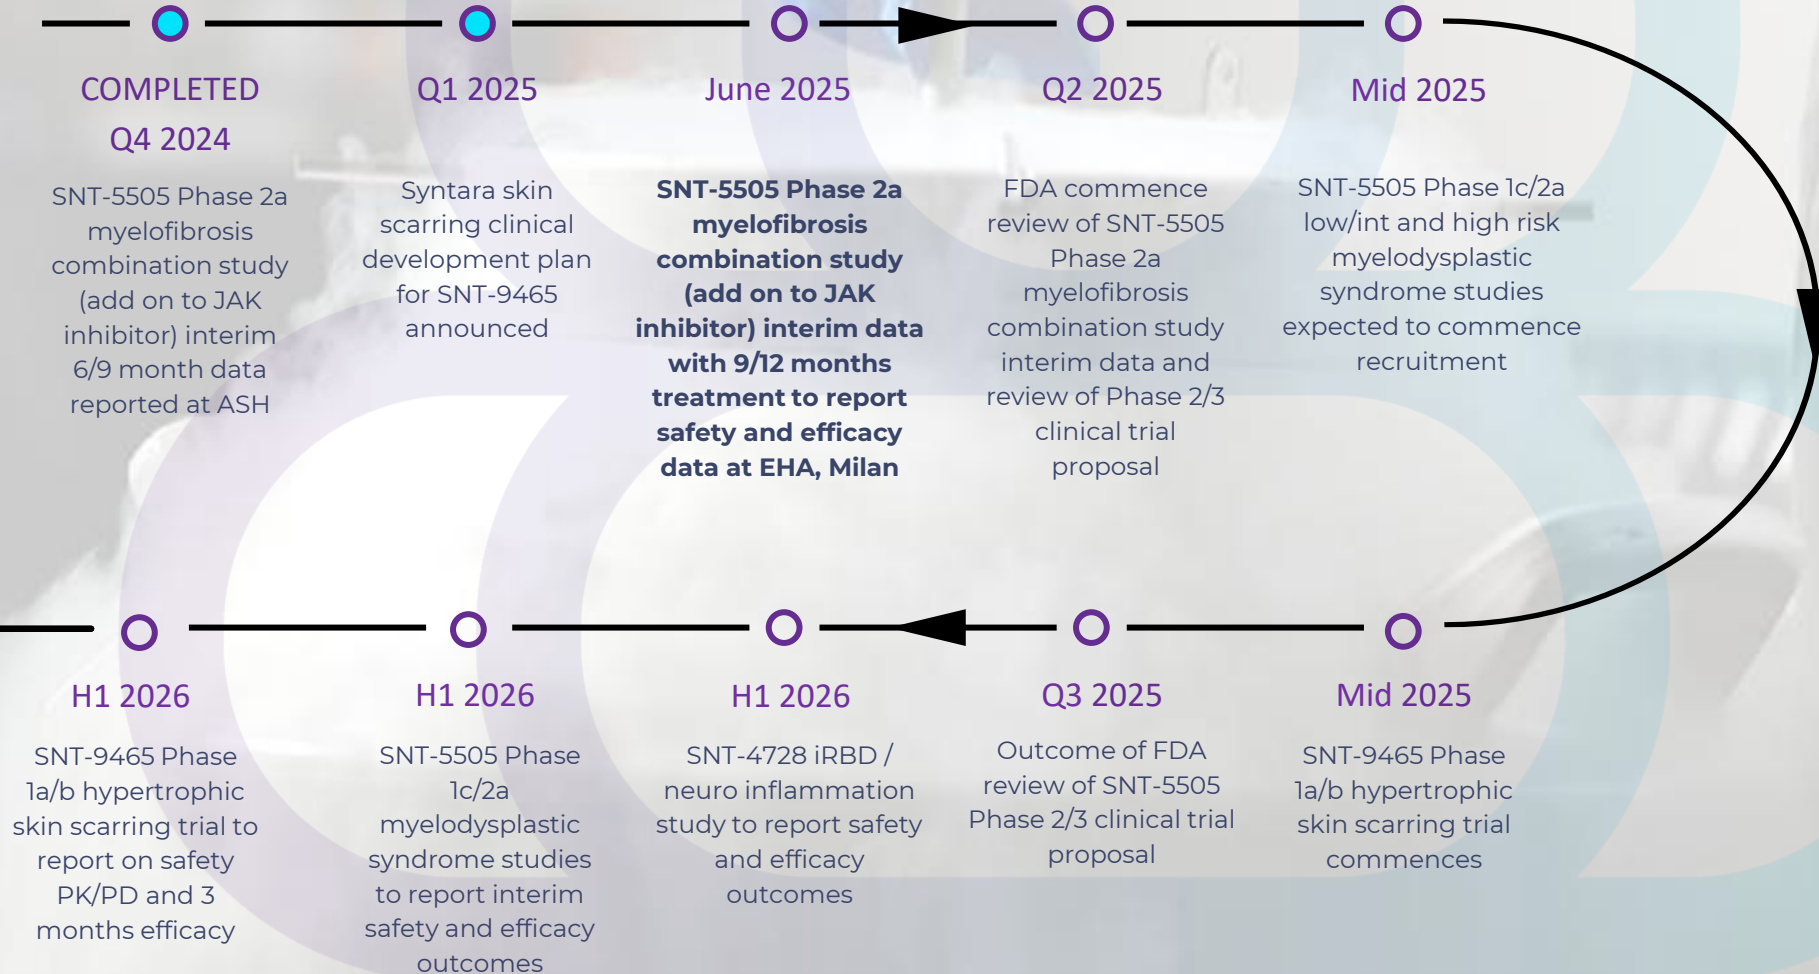 COMPLETED
Q4 2024
SNT-5505 Phase 2a
myelofibrosis
combination study
(add on to JAK
inhibitor) interim
6/9 month data
reported at ASH
Q1 2025
Syntara skin
scarring clinical
development plan
for SNT-9465
announced
June 2025
SNT-5505 Phase 2a
myelofibrosis
combination study
(add on to JAK
inhibitor) interim data
with 9/12 months
treatment to report
safety and efficacy
data at EHA, Milan
Q2 2025
FDA commence
review of SNT-5505
Phase 2a
myelofibrosis
combination study
interim data and
review of Phase 2/3
clinical trial
proposal
Mid 2025
SNT-5505 Phase 1c/2a
low/int and high risk
myelodysplastic
syndrome studies
expected to commence
recruitment
Mid 2025
SNT-9465 Phase
1a/b hypertrophic
skin scarring trial
commences
Q3 2025
Outcome of FDA
review of SNT-5505
Phase 2/3 clinical trial
proposal
H1 2026
SNT-4728 iRBD /
neuro inflammation
study to report safety
and efficacy
outcomes
H1 2026
SNT-5505 Phase
1c/2a
myelodysplastic
syndrome studies
to report interim
safety and efficacy
outcomes
H1 2026
SNT-9465 Phase
1a/b hypertrophic
skin scarring trial to
report on safety
PK/PD and 3
months efficacy